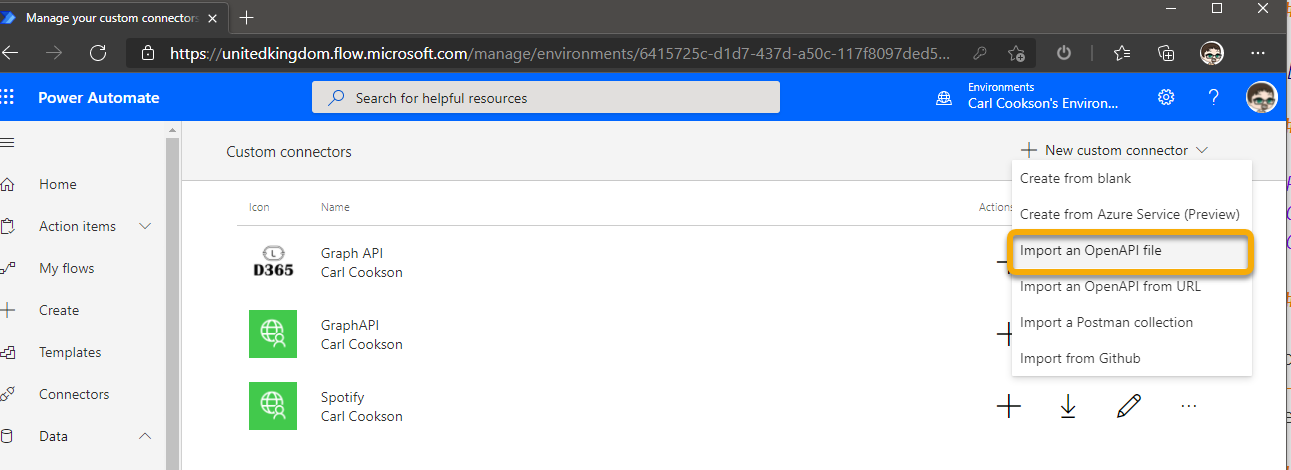 Manage your custom connectors
https://unitedkingdom.flow.microsoft.com/manage/environments/6415725c-d1d7-437d-a50c-117f8097ded5...
Power Automate
Search for helpful resources
Environments
Carl Cookson's Environ...
Custom connectors
New custom connector
Home
Action items
My flows
Create
Templates
Connectors
Data
Icon
Name
Actions
L
D365
Graph API
Carl Cookson
GraphAPI
Carl Cookson
Spotify
Carl Cookson
Create from blank
Create from Azure Service (Preview)
Import an OpenAPI file
Import an OpenAPI from URL
Import a Postman collection
Import from Github